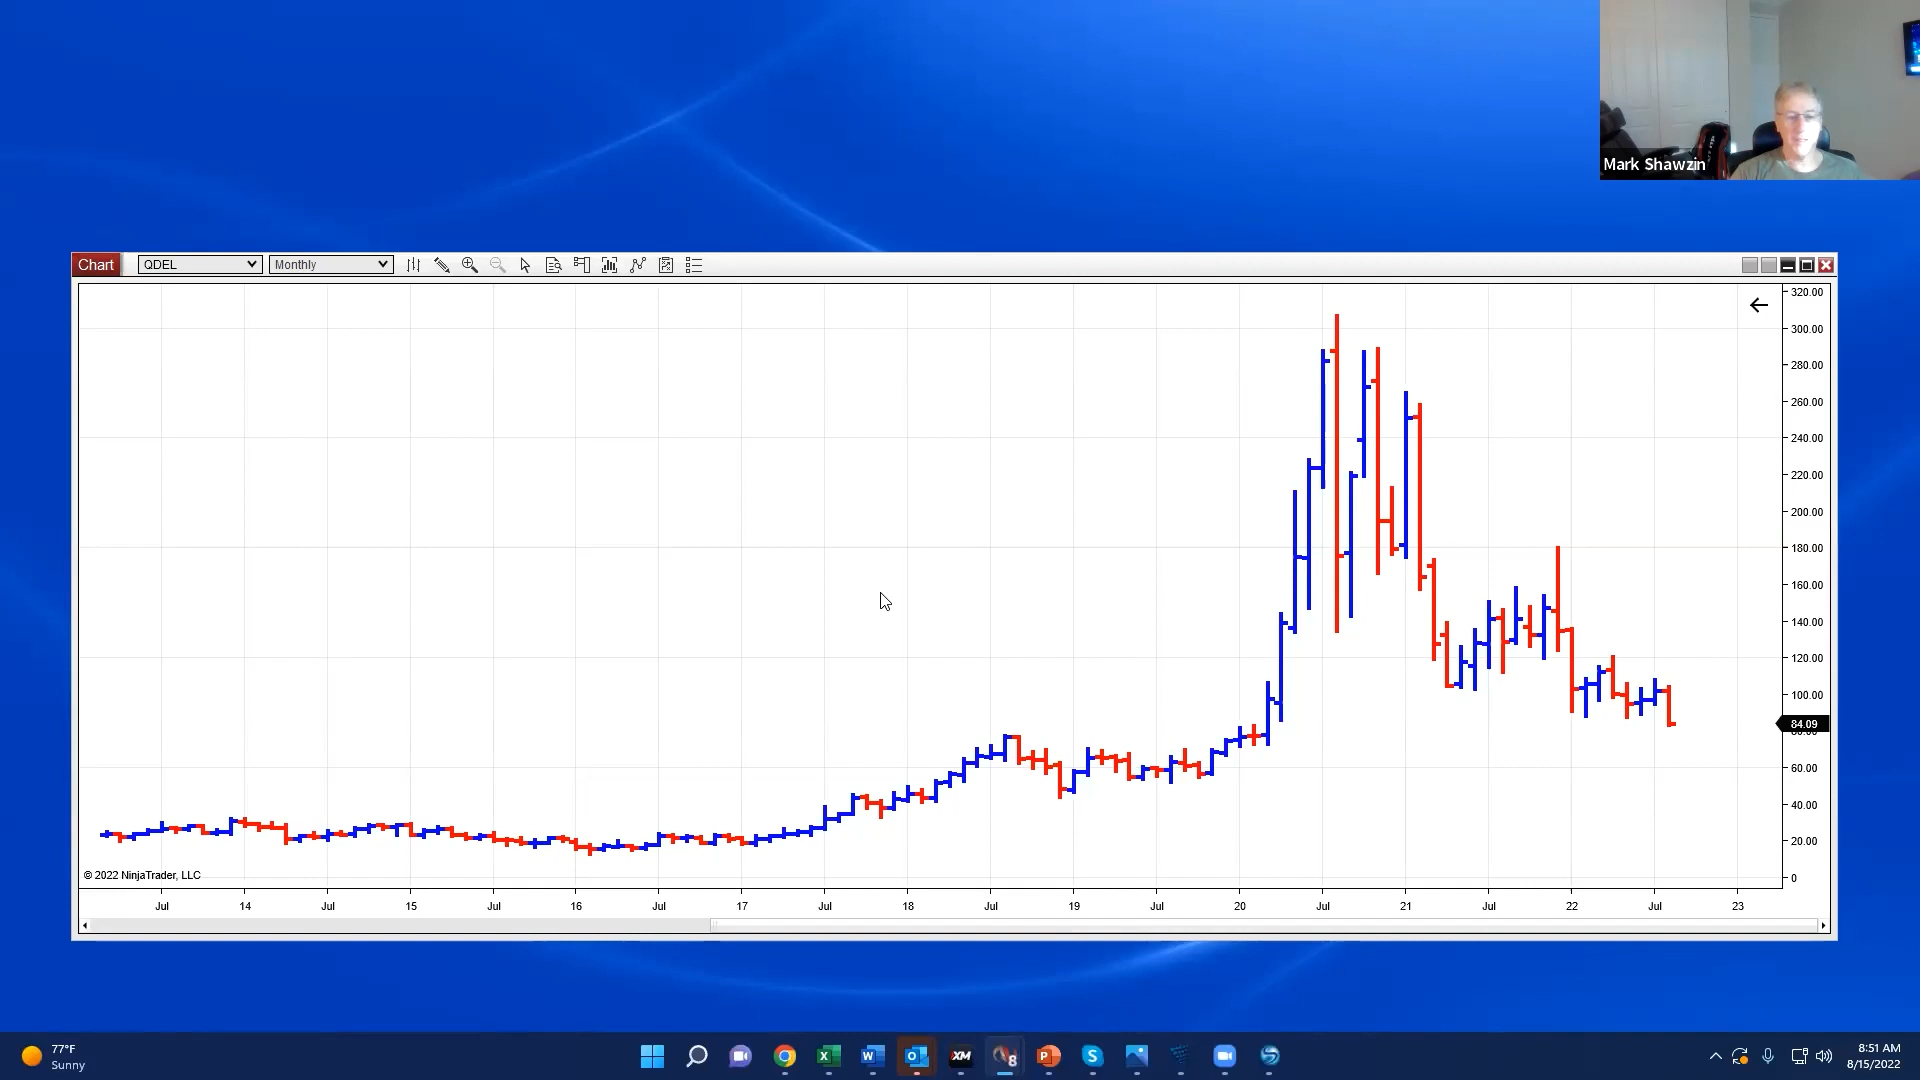 Mark Shawzin
Chart
QDEL
Monthly
320.00
300.00
280.00
260.00
240.00
220.00
200.00
180.00
160.00
140.00
120.00
100.00
84.09
60.00
40.00
20.00
0
© 2022 NinjaTrader, LLC
Jul 14 Jul 15 Jul 16 Jul 17 Jul 18 Jul 19 Jul 20 Jul 21 Jul 22 Jul 23
77°F
Sunny
XM
8
8:51 AM
8/15/2022